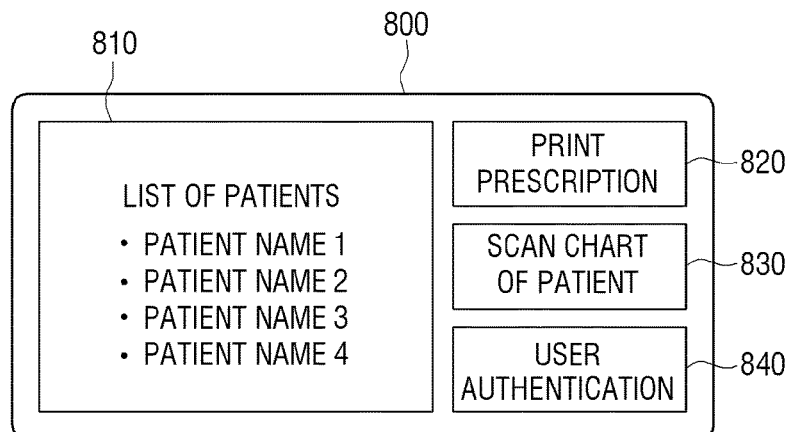 810
800
LIST OF PATIENTS
• PATIENT NAME 1
• PATIENT NAME 2
• PATIENT NAME 3
• PATIENT NAME 4
PRINT
PRESCRIPTION
820
SCAN CHART
OF PATIENT
830
USER
AUTHENTICATION
840